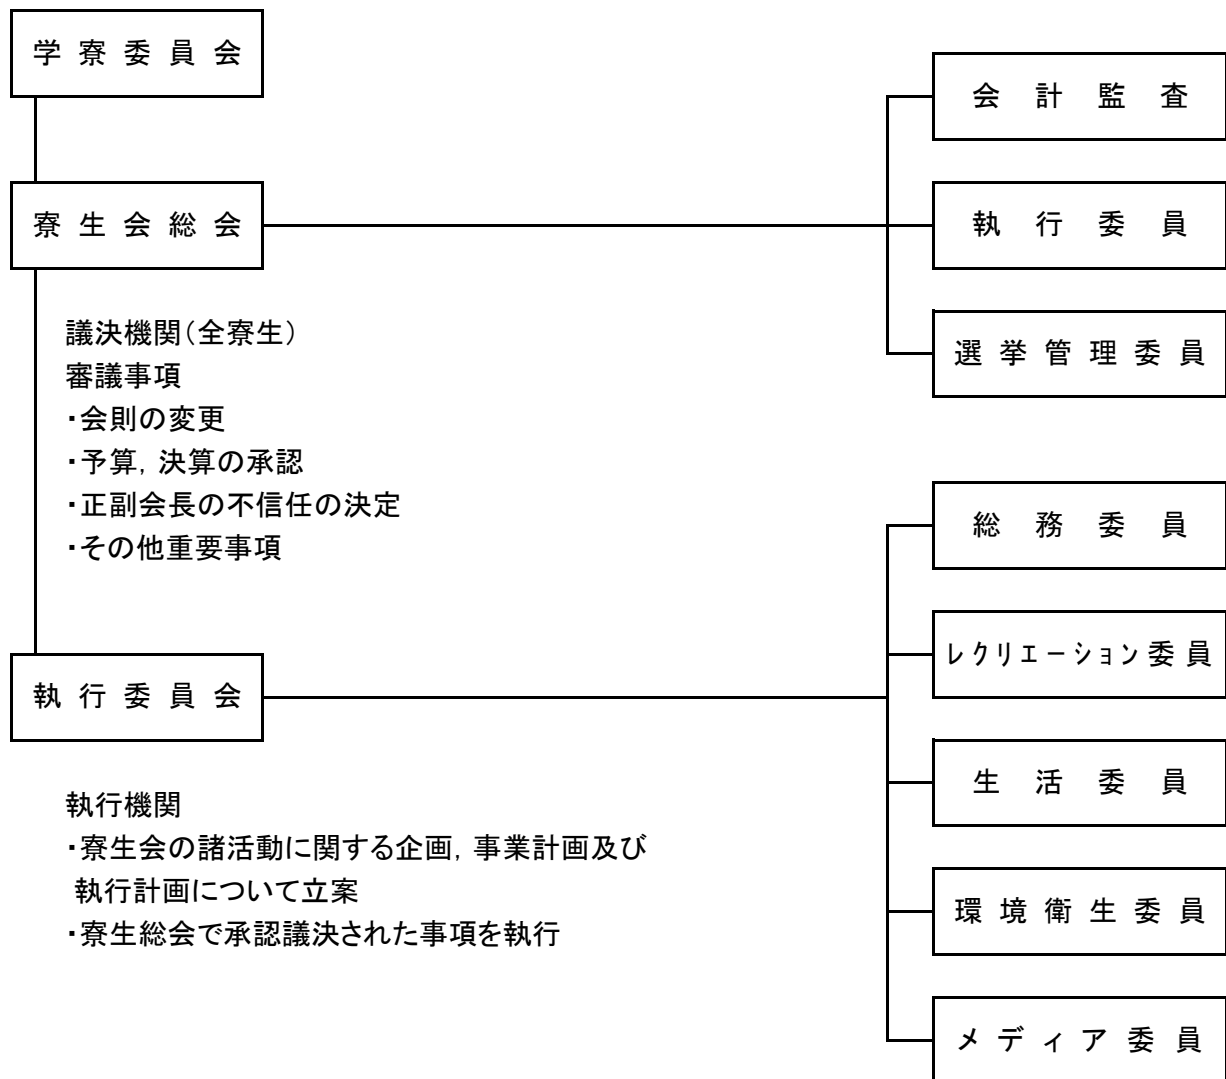 学寮委員会
寮生会総会
会計監査
執行委員
選挙管理委員
議決機関（全寮生）
審議事項
・会則の変更
・予算，決算の承認
・正副会長の不信任の決定
・その他重要事項
執行委員会
総務委員
レクリエーション委員
生活委員
環境衛生委員
メディア委員
執行機関
・寮生会の諸活動に関する企画，事業計画及び
執行計画について立案
・寮生総会で承認議決された事項を執行